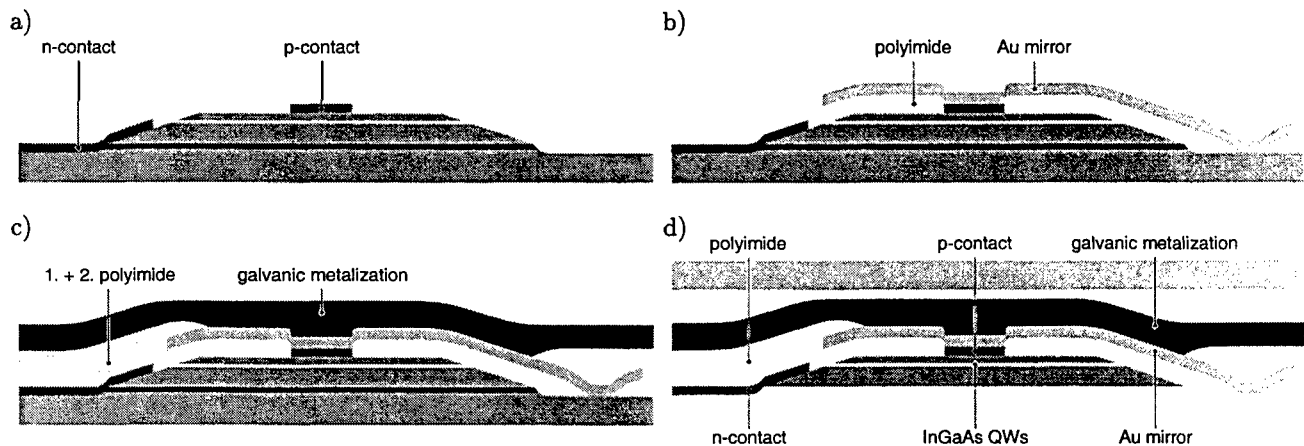 a)
n-contact
p-contact
b)
polyimide
Au mirror
c)
1. + 2. polyimide
galvanic metalization
d)
polyimide
p-contact
galvanic metalization
n-contact
InGaAs QWs
Au mirror